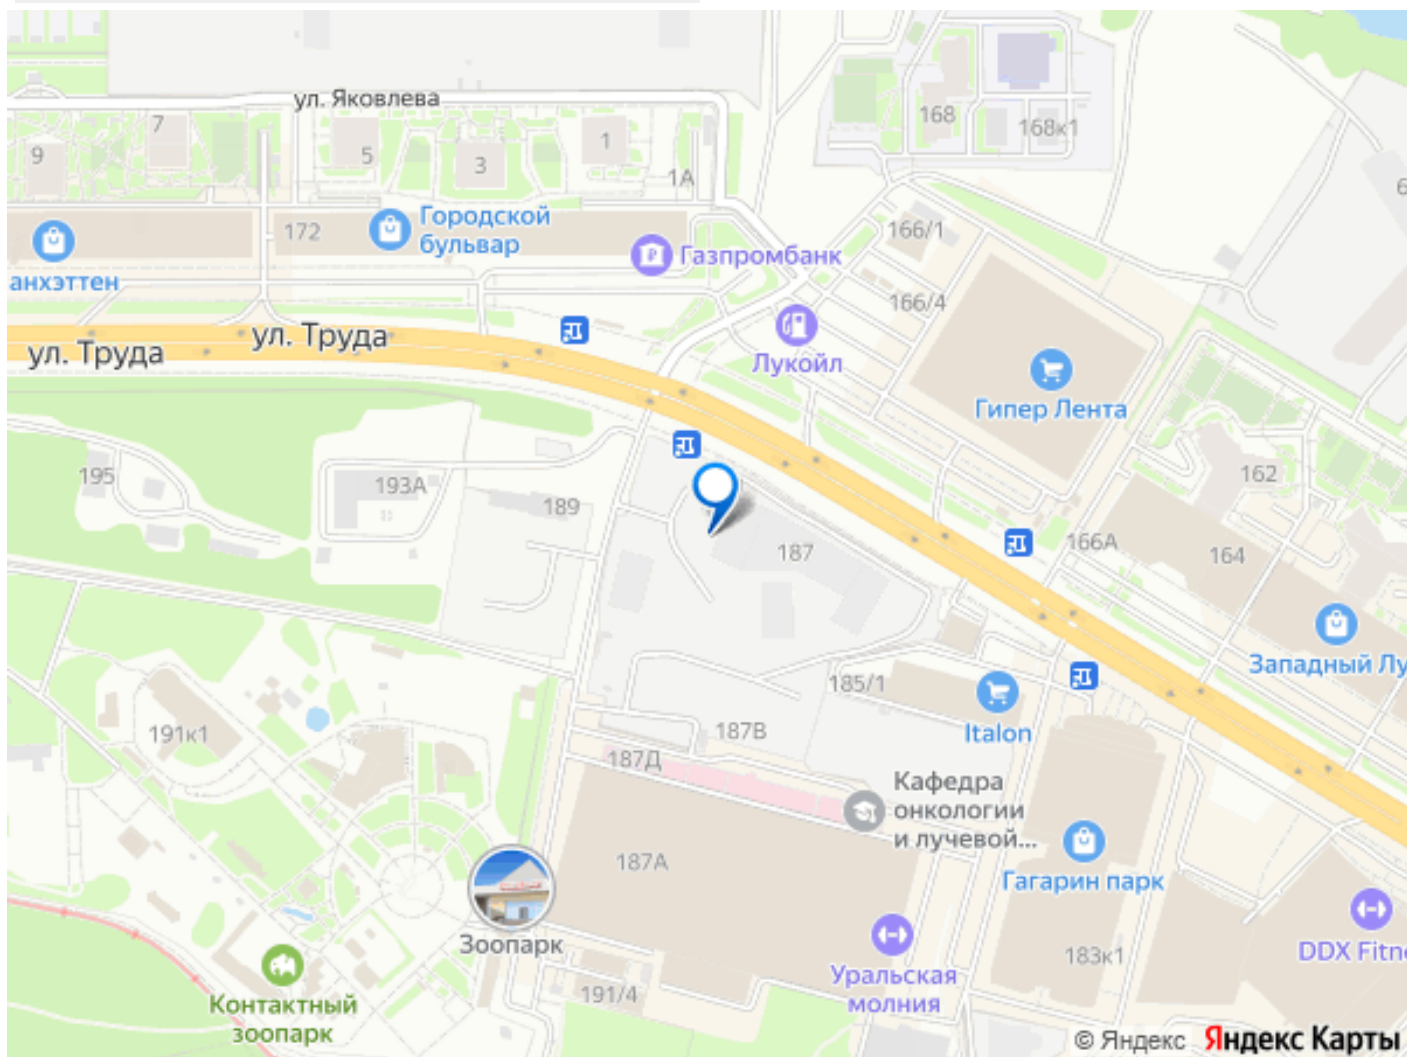 ул. Яковлева
168
168к1
7
9
5
3
1
1А
6
172
Городской
бульвар
166/1
Газпромбанк
анхэттен
166/4
ул. Труда
ул. Труда
Лукойл
Гипер Лента
195
193А
189
162
187
166А
164
Западный Лу
185/1
Italon
191к1
187В
187Д
Кафедра
онкологии
и лучевой...
187А
Гагарин парк
Зоопарк
DDX Fitne
183к1
Уральская
молния
191/4
Контактный
зоопарк
© Яндекс Яндекс Карты